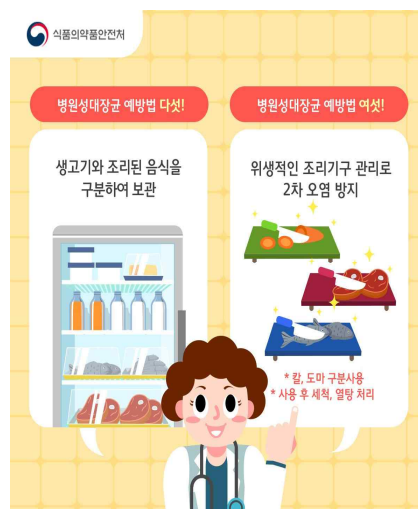 식품의약품안전처
병원성대장균 예방법 다섯!
생고기와 조리된 음식을
구분하여 보관
병원성대장균 예방법 여섯!
위생적인 조리기구 관리로
2차 오염 방지
* 칼, 도마 구분사용
* 사용 후 세척, 열탕 처리